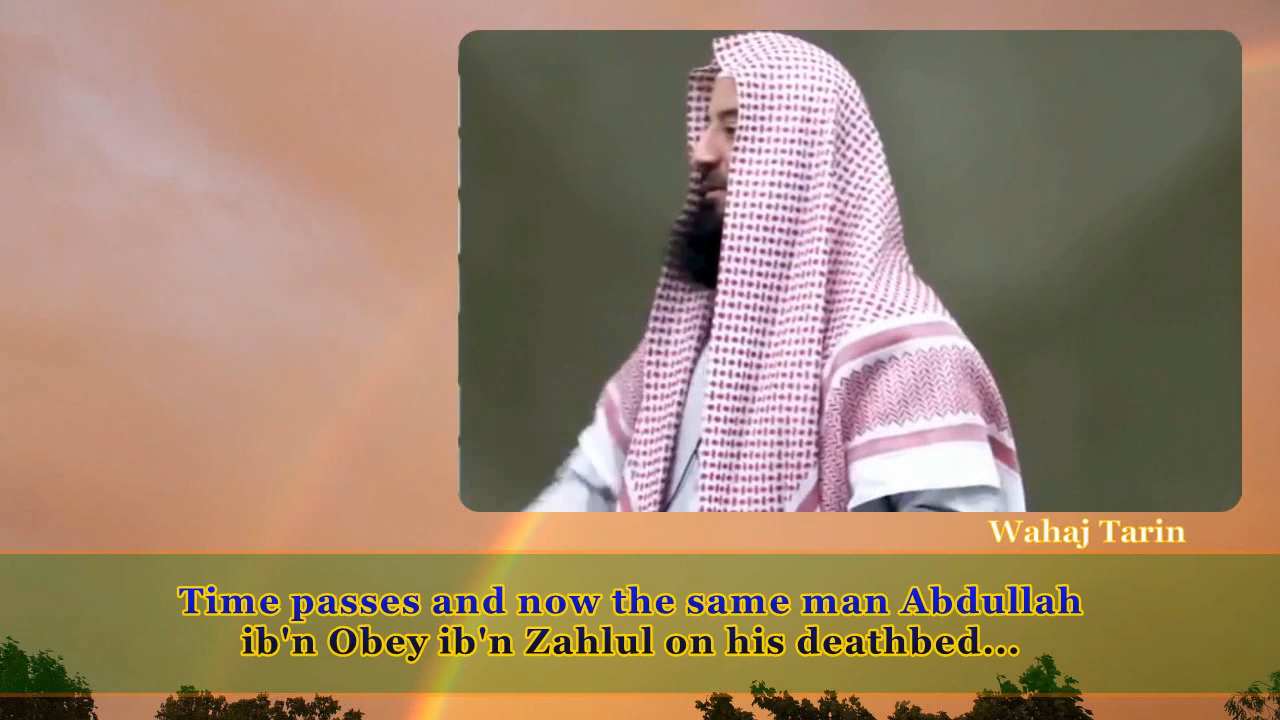 Wahaj Tarin
Time passes and now the same man Abdullah
ib'n Obey ib'n Zahlul on his deathbed...